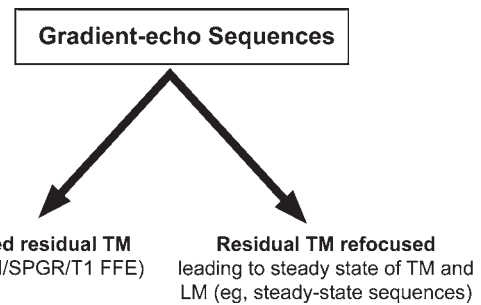 Gradient-echo Sequences
ed residual TM
/SPGR/T1 FFE)
Residual TM refocused
leading to steady state of TM and
LM (eg, steady-state sequences)